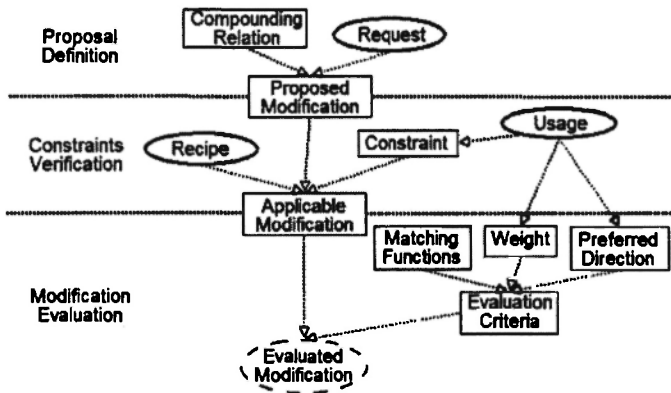 Proposal
Definition
Compounding
Relation
Request
Proposed
Modification
Constraints
Verification
Recipe
Constraint
Usage
Applicable
Modification
Matching
Functions
Weight
Preferred
Direction
Modification
Evaluation
Evaluation
Criteria
Evaluated
Modification